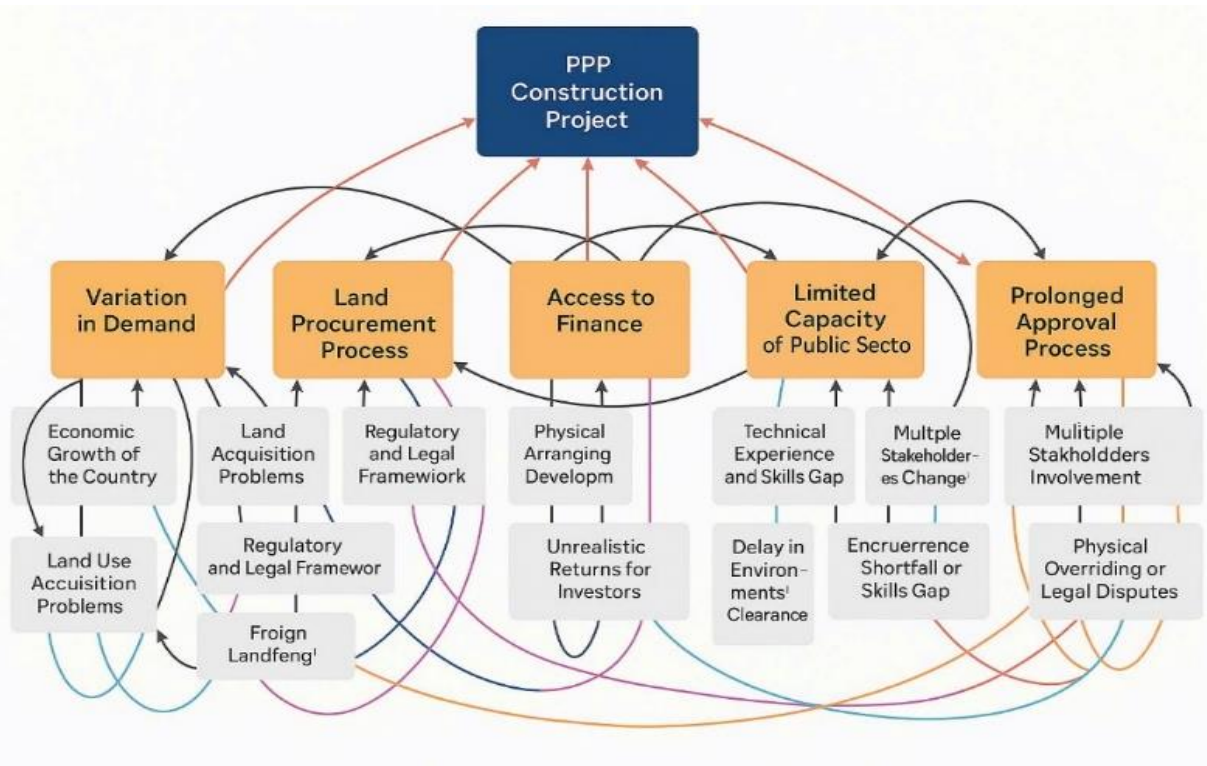 PPP
Construction
Project
Variation
in Demand
Land
Procurement
Process
Access to
Finance
Limited
Capacity
of Public Secto
Prolonged
Approval
Process
Economic
Growth of
the Country
Land
Acquisition
Problems
Regulatory
and Legal
Framewiork
Physical
Arranging
Developm
Technical
Experience
and Skills Gap
Multple
Stakeholder-
es Change'
Mulitiple
Stakholdders
Involvement
Land Use
Accuisition
Problems
Regulatory
and Legal Framewor
Unrealistic
Returns for
Investors
Delay in
Environ-
ments'
Clearance
Encruerrence
Shortfall or
Skills Gap
Physical
Overriding or
Legal Disputes
Froign
Landfeng'